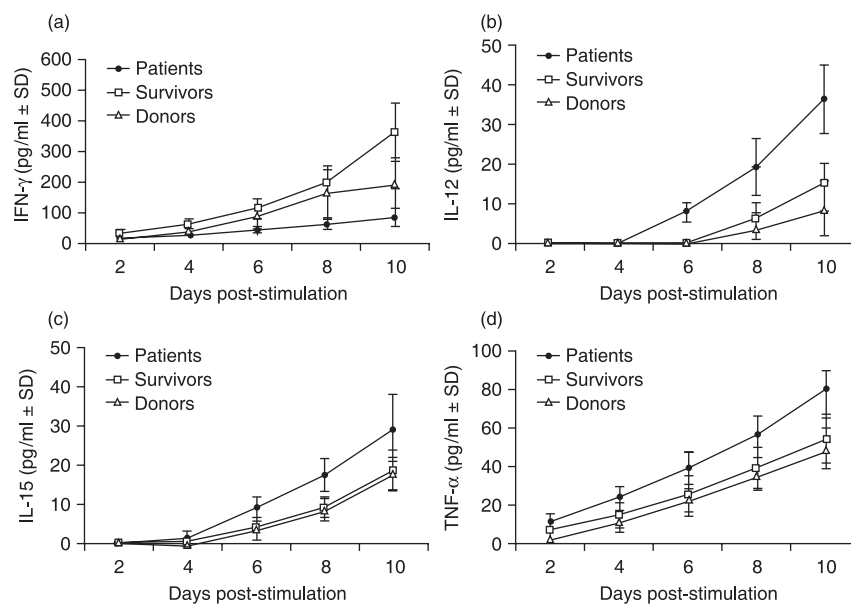 (a)
IFN-γ (pg/ml ± SD)
600
500
400
300
200
100
0
Patients
Survivors
Donors
2 4 6 8 10
Days post-stimulation
(b)
IL-12 (pg/ml ± SD)
50
40
30
20
10
0
Patients
Survivors
Donors
2 4 6 8 10
Days post-stimulation
(c)
IL-15 (pg/ml ± SD)
50
40
30
20
10
0
Patients
Survivors
Donors
2 4 6 8 10
Days post-stimulation
(d)
TNF-α (pg/ml ± SD)
100
80
60
40
20
0
Patients
Survivors
Donors
2 4 6 8 10
Days post-stimulation